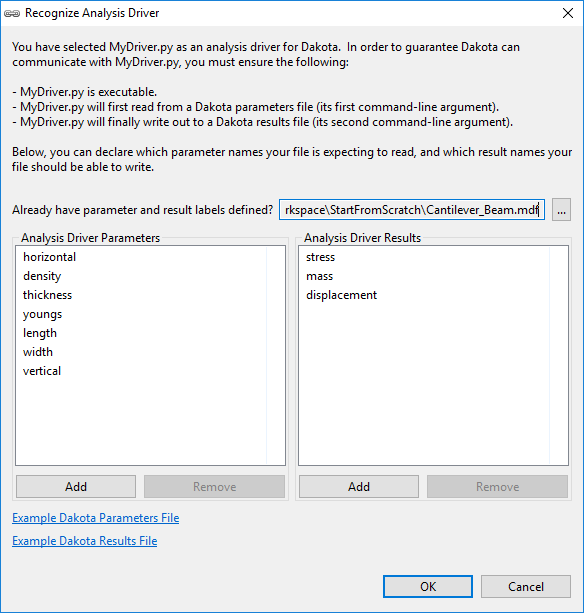 Recognize Analysis Driver
You have selected MyDriver.py as an analysis driver for Dakota.  In order to guarantee Dakota can
communicate with MyDriver.py, you must ensure the following:
- MyDriver.py is executable.
- MyDriver.py will first read from a Dakota parameters file (its first command-line argument).
- MyDriver.py will finally write out to a Dakota results file (its second command-line argument).
Below, you can declare which parameter names your file is expecting to read, and which result names your
file should be able to write.
Already have parameter and result labels defined? rkspace\StartFromScratch\Cantilever_Beam.mdf ...
Analysis Driver Parameters
horizontal
density
thickness
youngs
length
width
vertical
Add Remove
Analysis Driver Results
stress
mass
displacement
Add Remove
Example Dakota Parameters File
Example Dakota Results File
OK Cancel